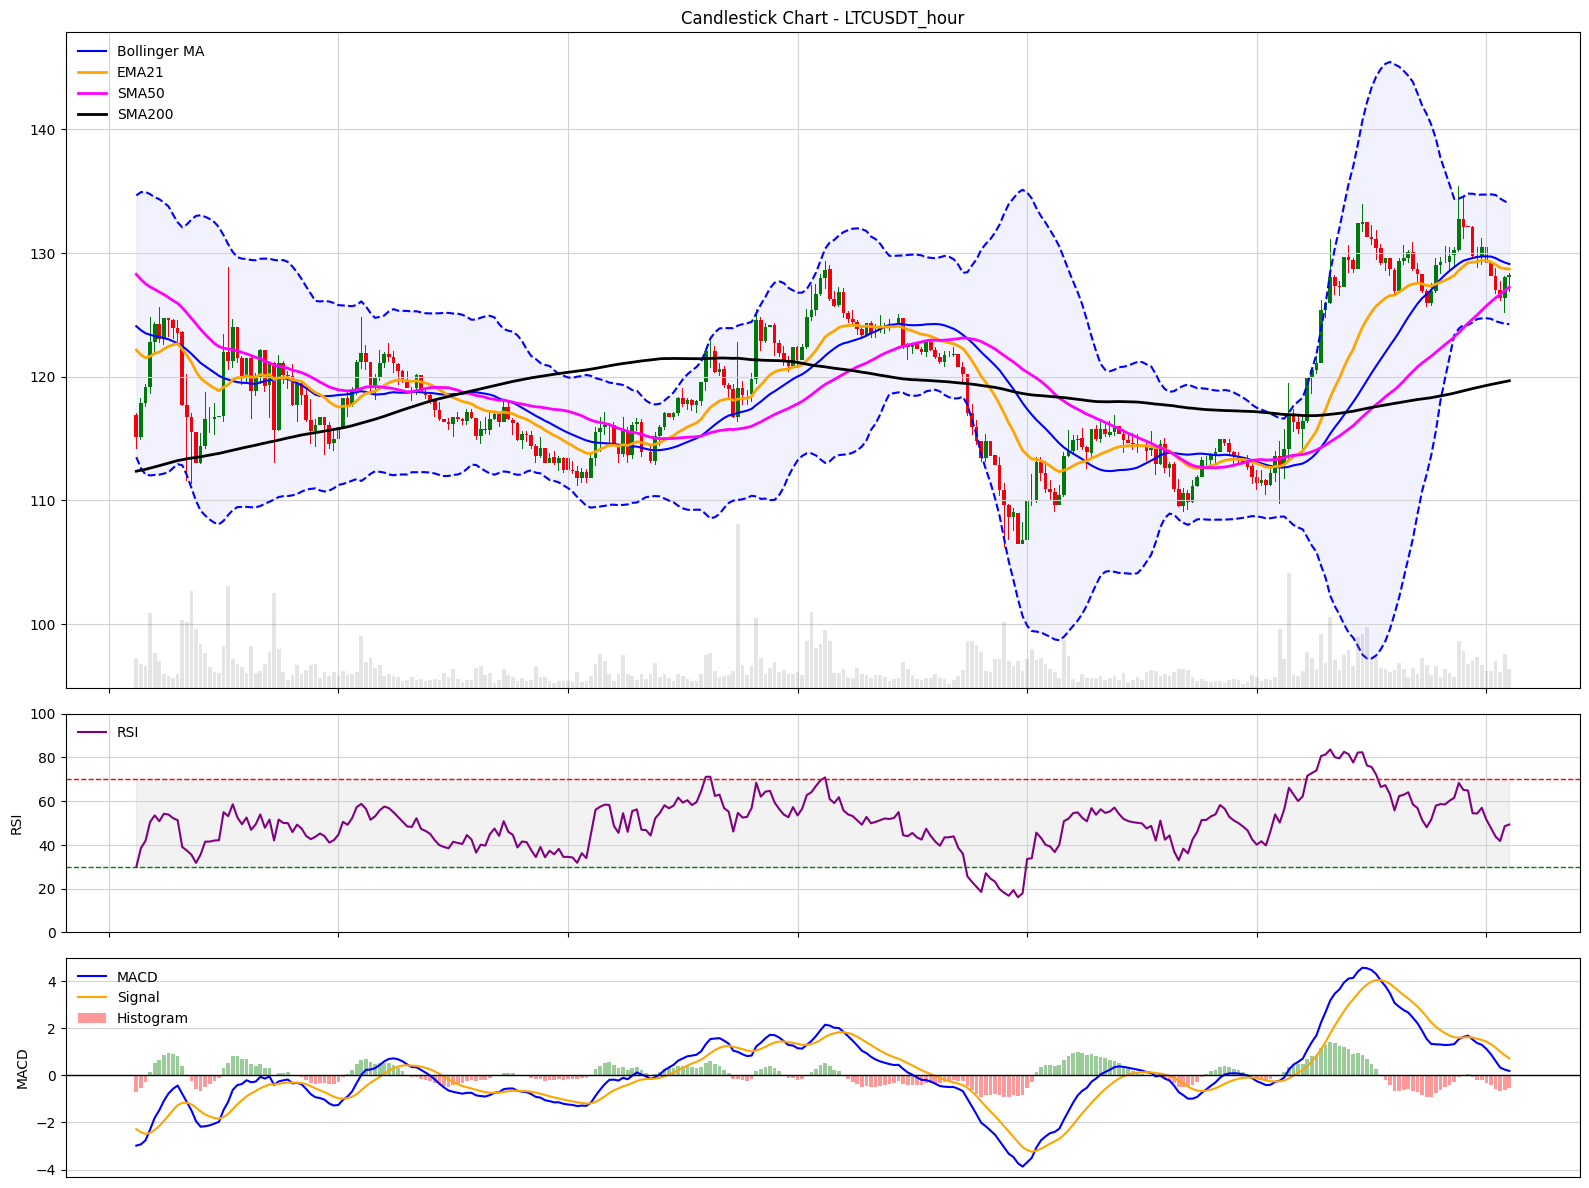 Candlestick Chart - LTCUSDT_hour
Bollinger MA
EMA21
SMA50
SMA200
140
130
120
110
100
100
80
60
40
20
0
RSI
RSI
4
2
0
−2
−4
MACD
MACD
Signal
Histogram